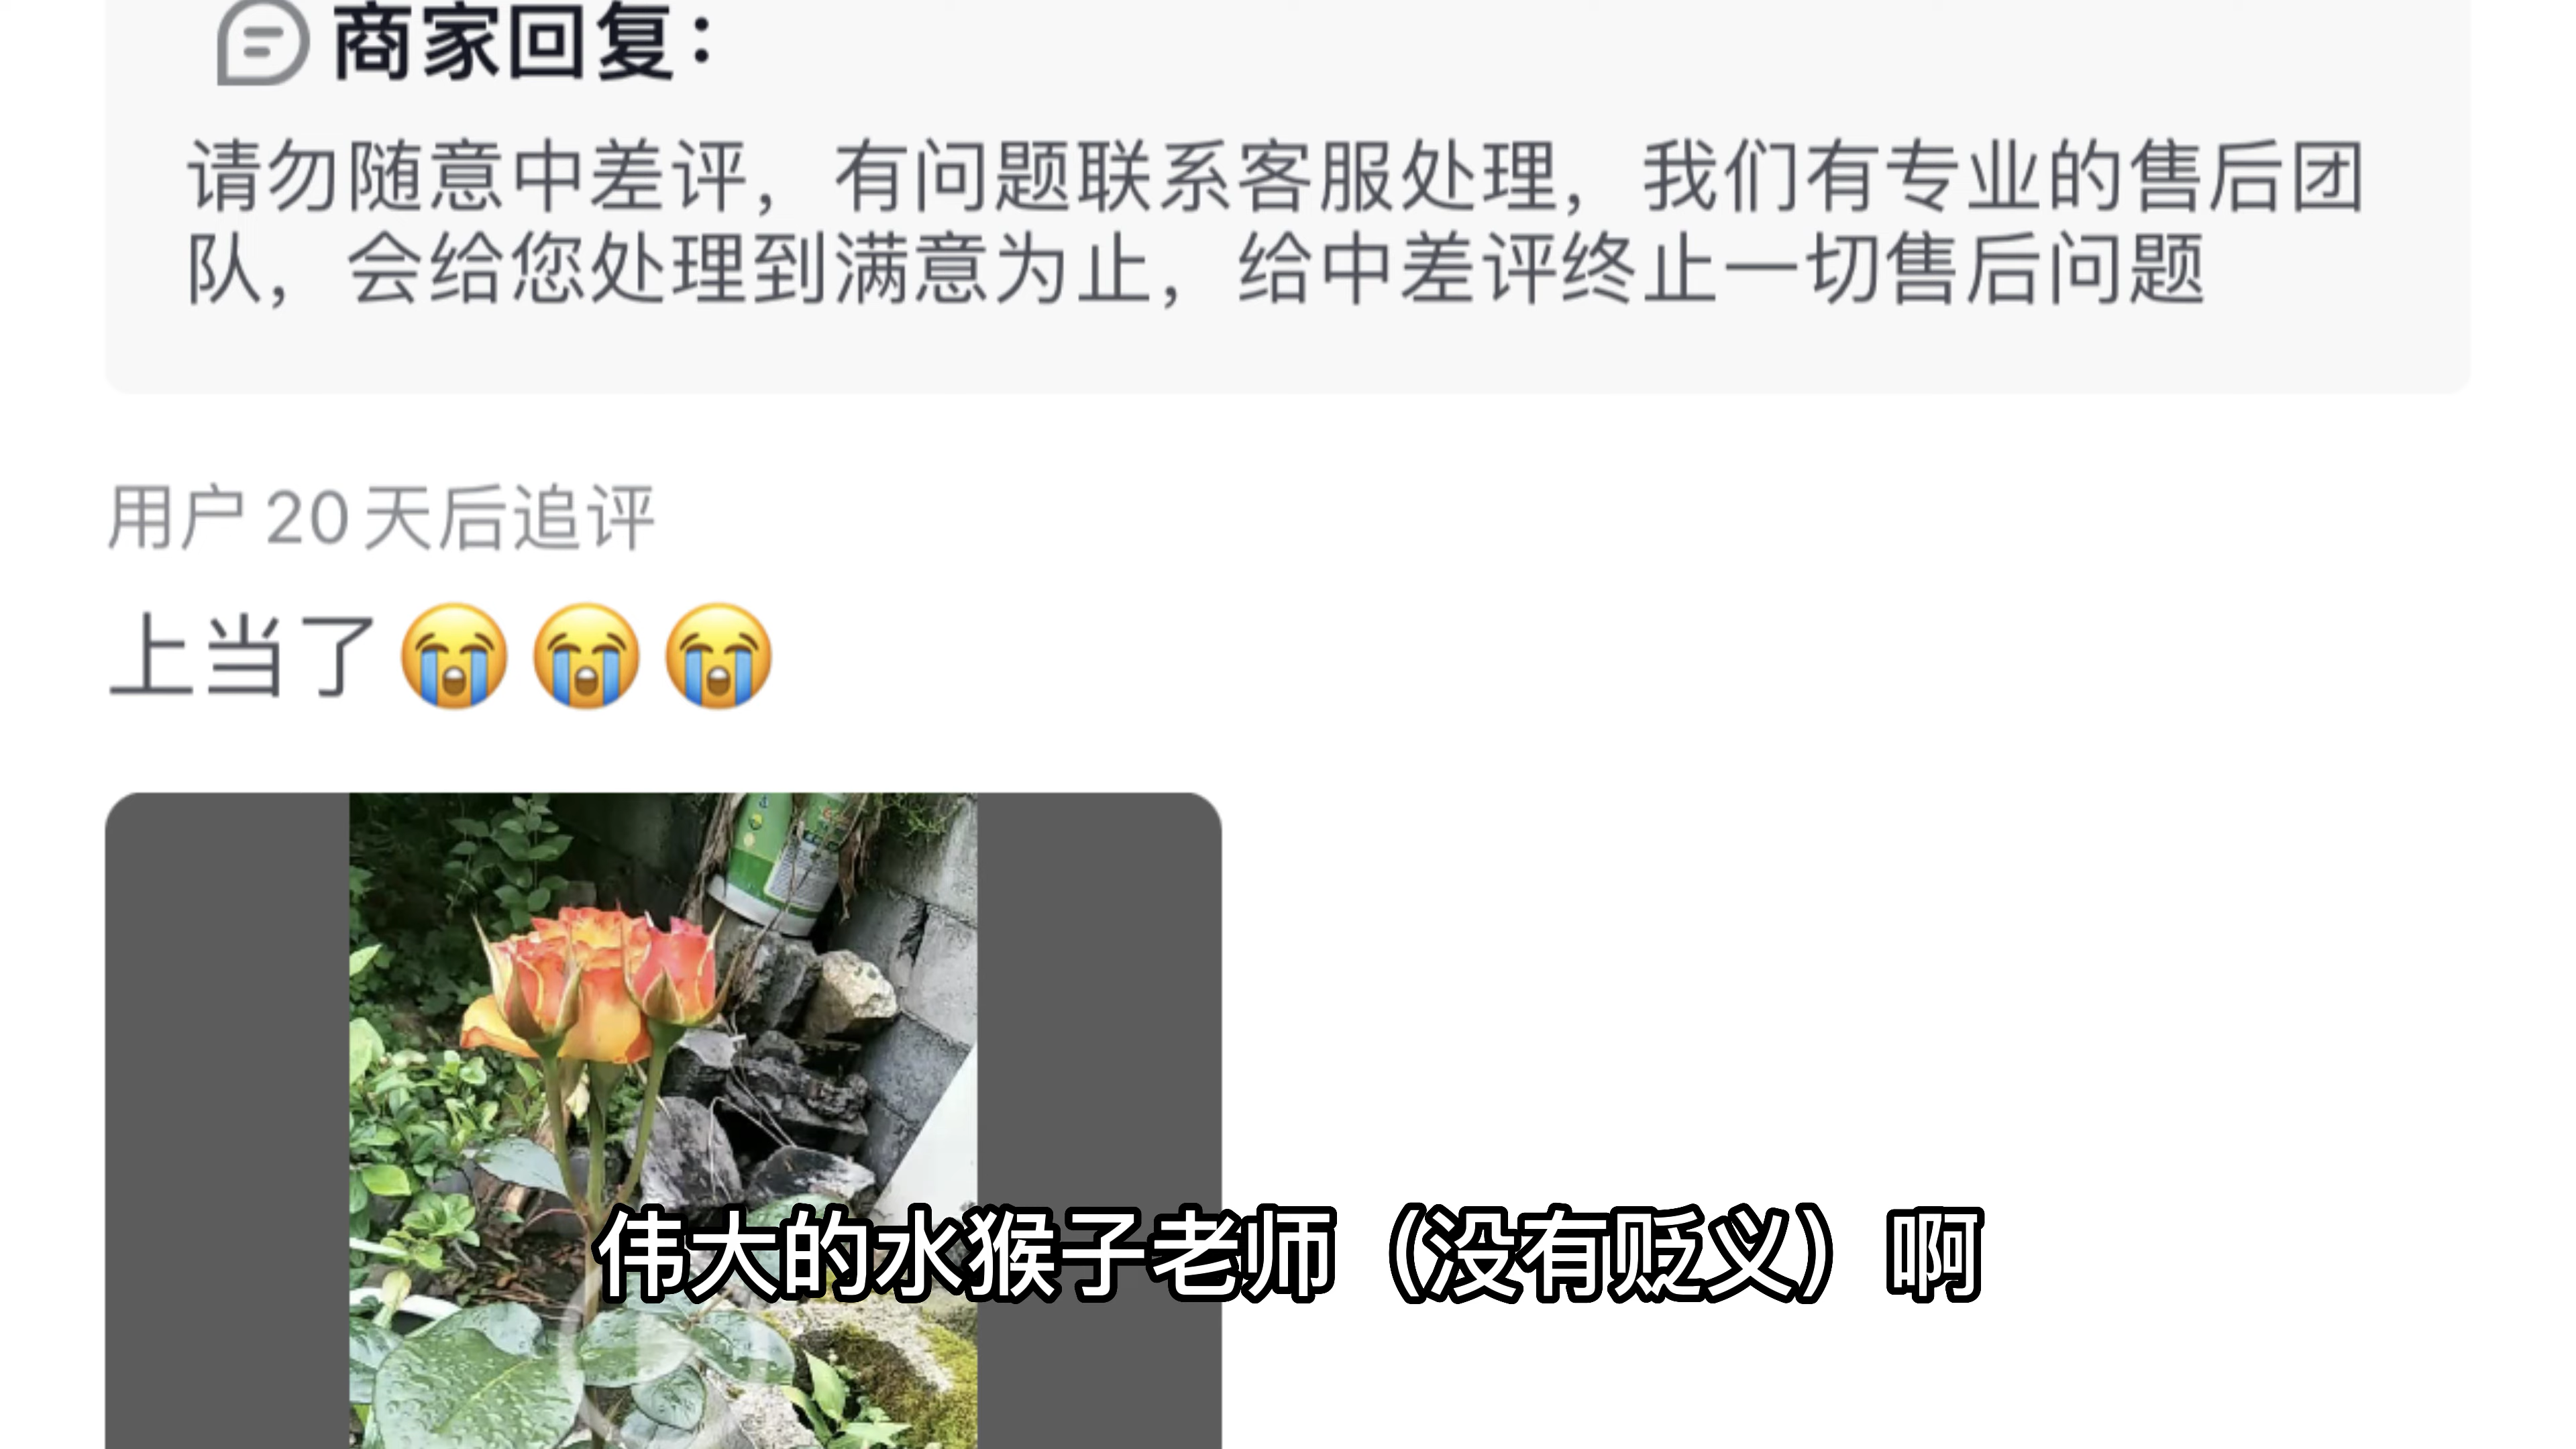 商家回复：
请勿随意中差评，有问题联系客服处理，我们有专业的售后团
队，会给您处理到满意为止，给中差评终止一切售后问题
用户20天后追评
上当了😭😭😭
伟大的水猴子老师（没有贬义）啊